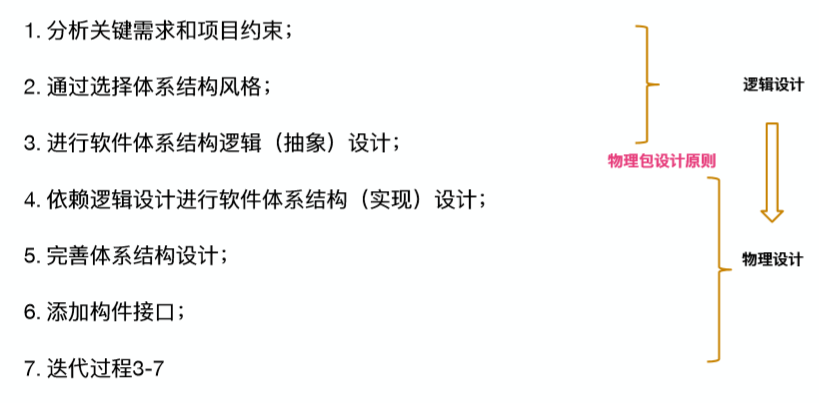 1. 分析关键需求和项目约束；
2. 通过选择体系结构风格；
3. 进行软件体系结构逻辑（抽象）设计；
4. 依赖逻辑设计进行软件体系结构（实现）设计；
5. 完善体系结构设计；
6. 添加构件接口；
7. 迭代过程3-7
逻辑设计
物理包设计原则
物理设计